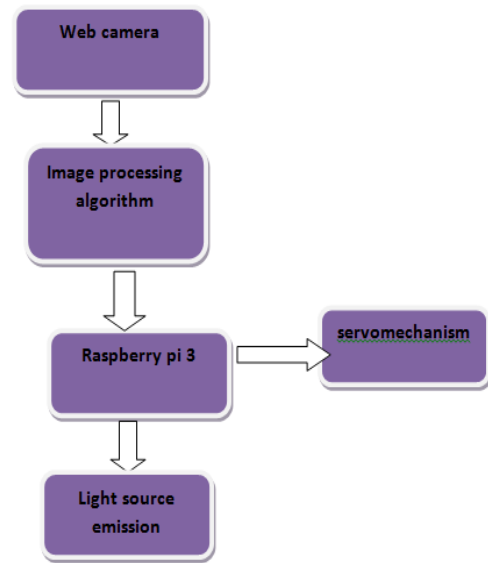 Web camera
Image processing
algorithm
Raspberry pi 3
servomechanism
Light source
emission